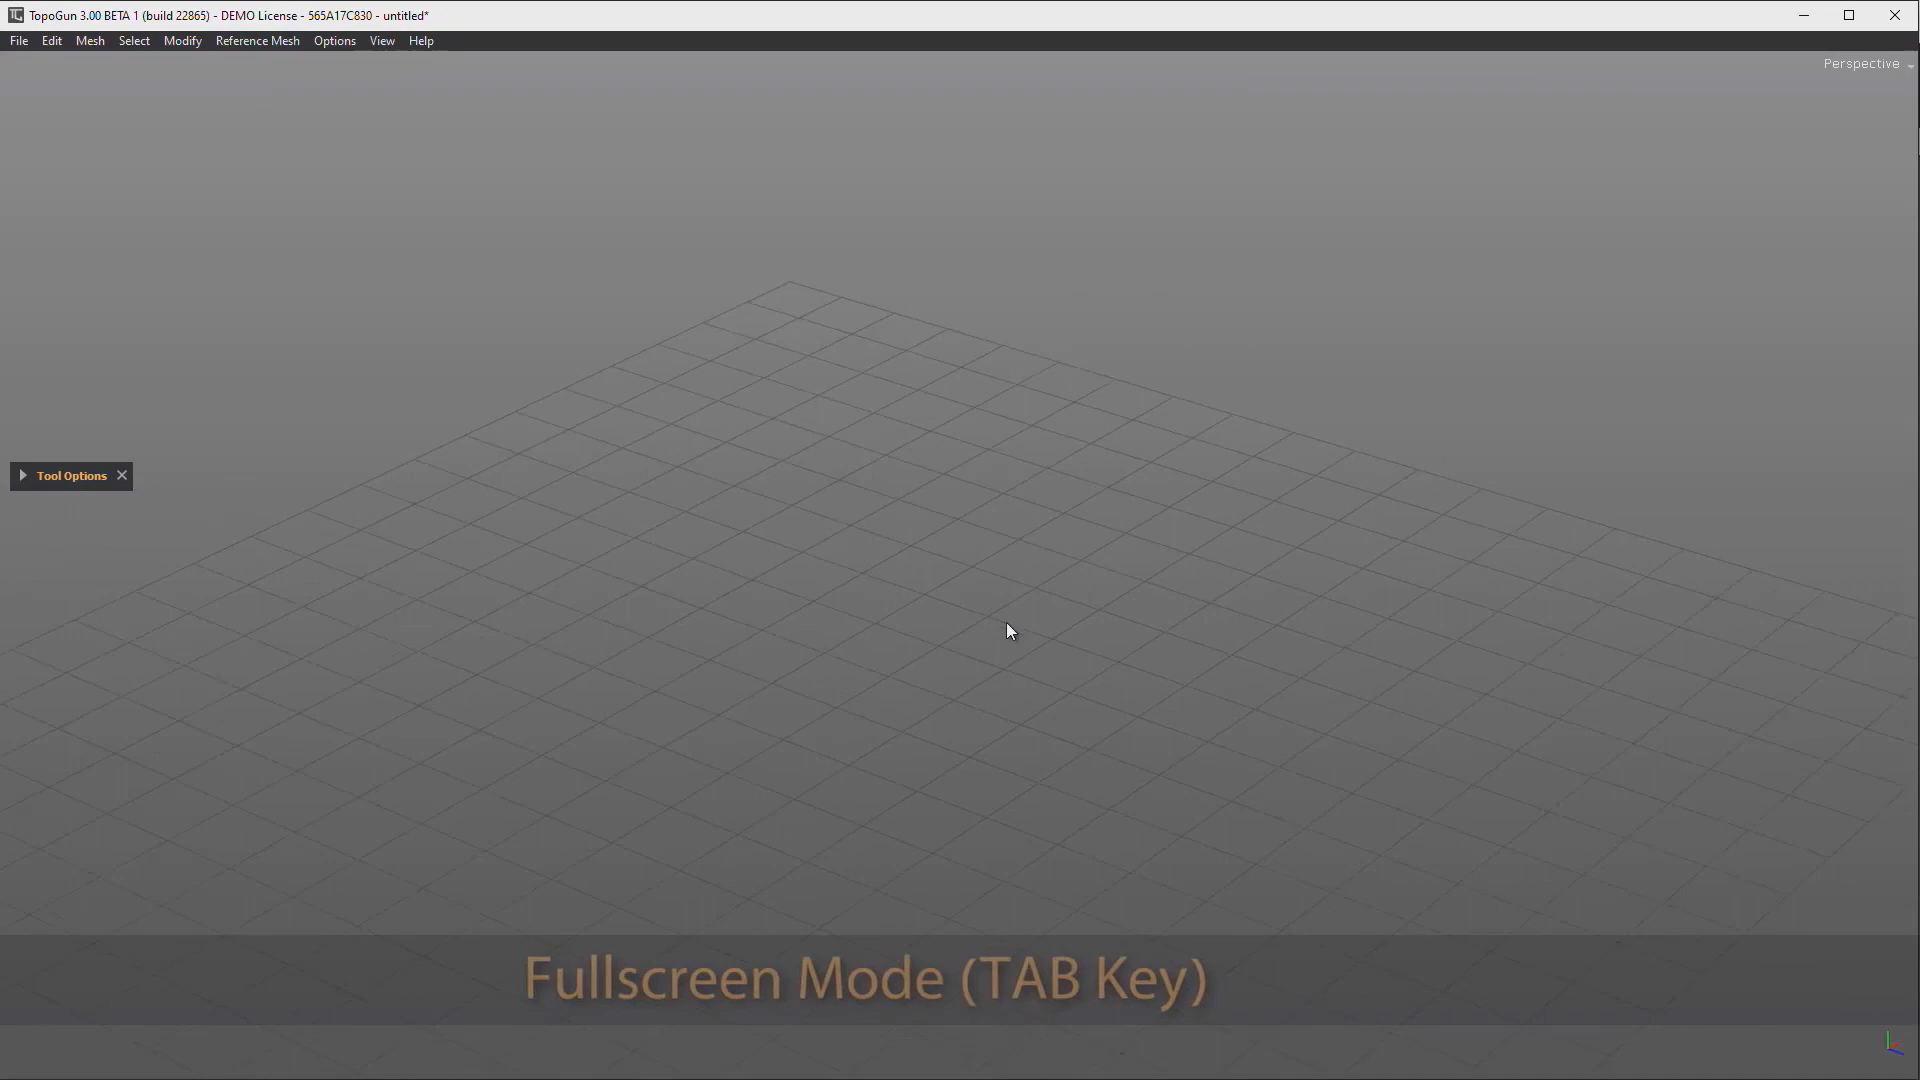 TopoGun 3.00 BETA 1 (build 22865) - DEMO License - 565A17C830 - untitled*
File Edit Mesh Select Modify Reference Mesh Options View Help
Perspective
Tool Options
Fullscreen Mode (TAB Key)